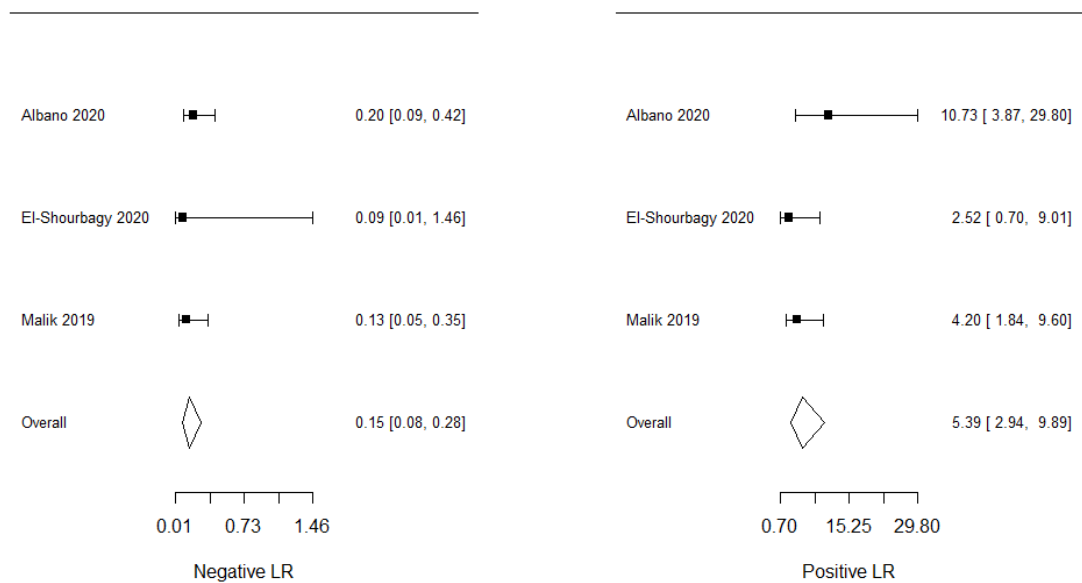 Albano 2020 0.20 [0.09, 0.42]
El-Shourbagy 2020 0.09 [0.01, 1.46]
Malik 2019 0.13 [0.05, 0.35]
Overall 0.15 [0.08, 0.28]
0.01 0.73 1.46
Negative LR
Albano 2020 10.73 [ 3.87, 29.80]
El-Shourbagy 2020 2.52 [ 0.70, 9.01]
Malik 2019 4.20 [ 1.84, 9.60]
Overall 5.39 [ 2.94, 9.89]
0.70 15.25 29.80
Positive LR